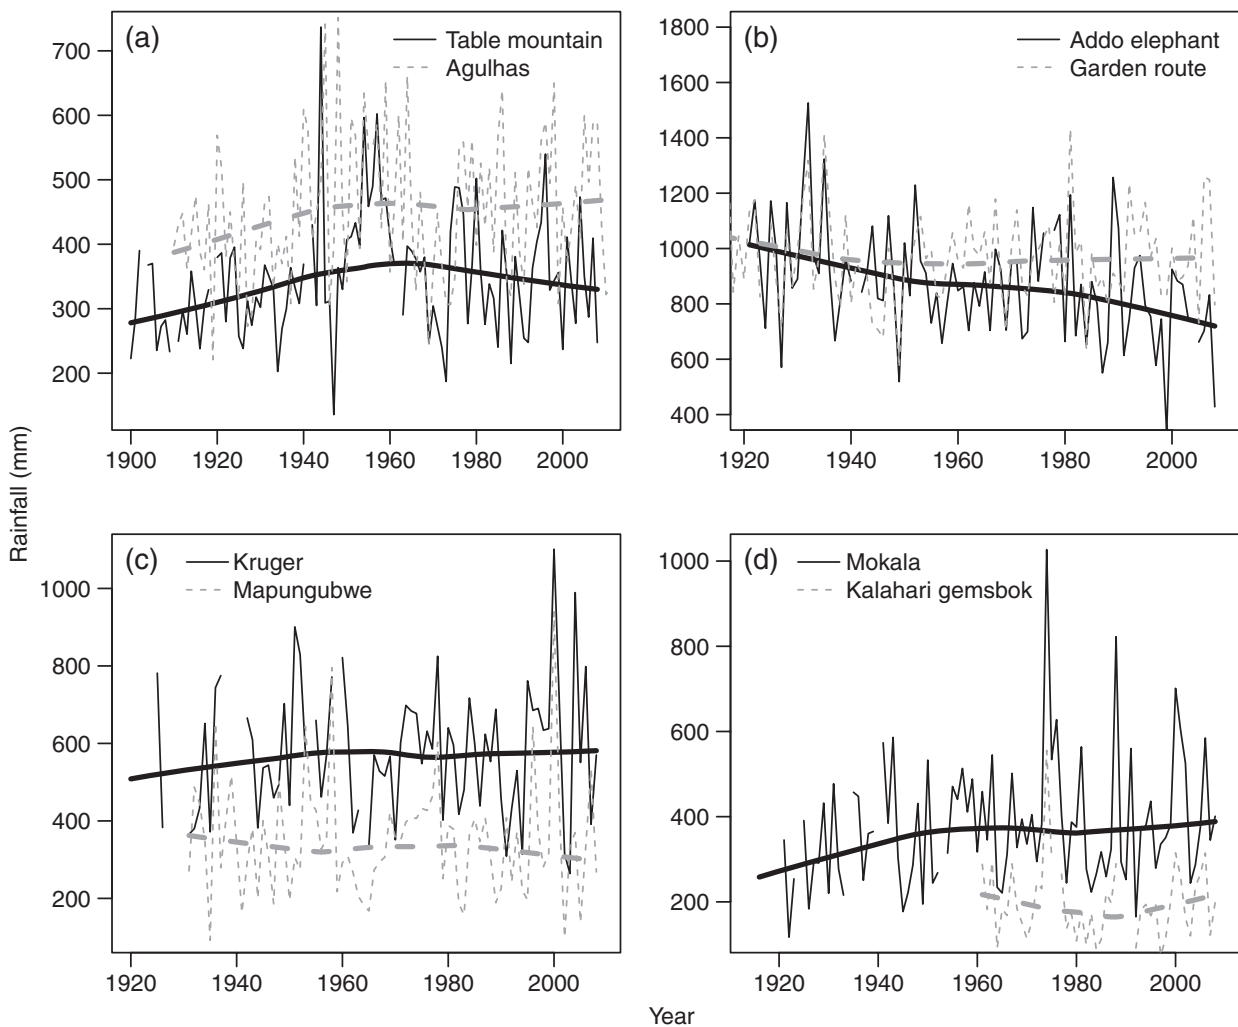 (a)
Table mountain
Agulhas
700
600
500
400
300
200
1900 1920 1940 1960 1980 2000
(b)
Addo elephant
Garden route
1800
1400
1200
1000
800
600
400
1920 1940 1960 1980 2000
Rainfall (mm)
(c)
Kruger
Mapungubwe
1000
800
600
400
200
1920 1940 1960 1980 2000
(d)
Mokala
Kalahari gemsbok
1000
800
600
400
200
1920 1940 1960 1980 2000
Year